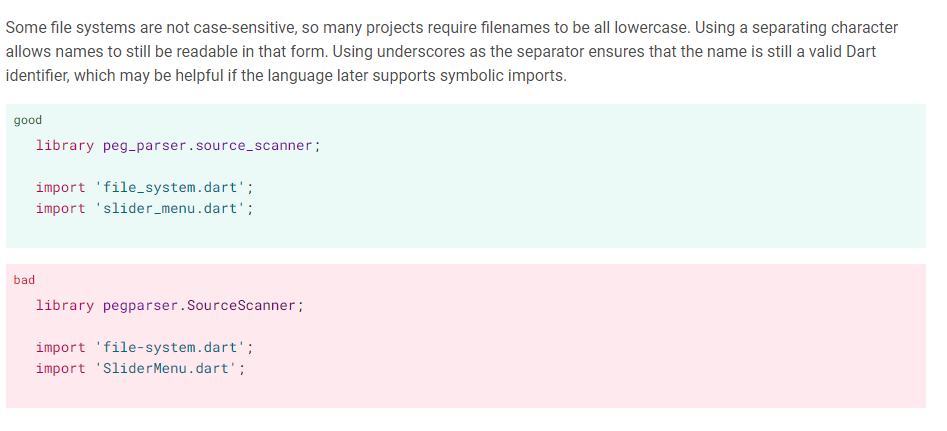 Some file systems are not case-sensitive, so many projects require filenames to be all lowercase. Using a separating character
allows names to still be readable in that form. Using underscores as the separator ensures that the name is still a valid Dart
identifier, which may be helpful if the language later supports symbolic imports.
good
library peg_parser.source_scanner;
import 'file_system.dart';
import 'slider_menu.dart';
bad
library pegparser.SourceScanner;
import 'file-system.dart';
import 'SliderMenu.dart';